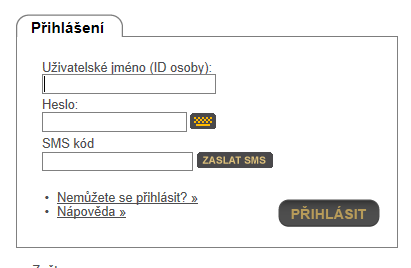 Přihlášení
Uživatelské jméno (ID osoby):
Heslo:
SMS kód
ZASLAT SMS
Nemůžete se přihlásit? »
Nápověda »
PŘIHLÁSIT